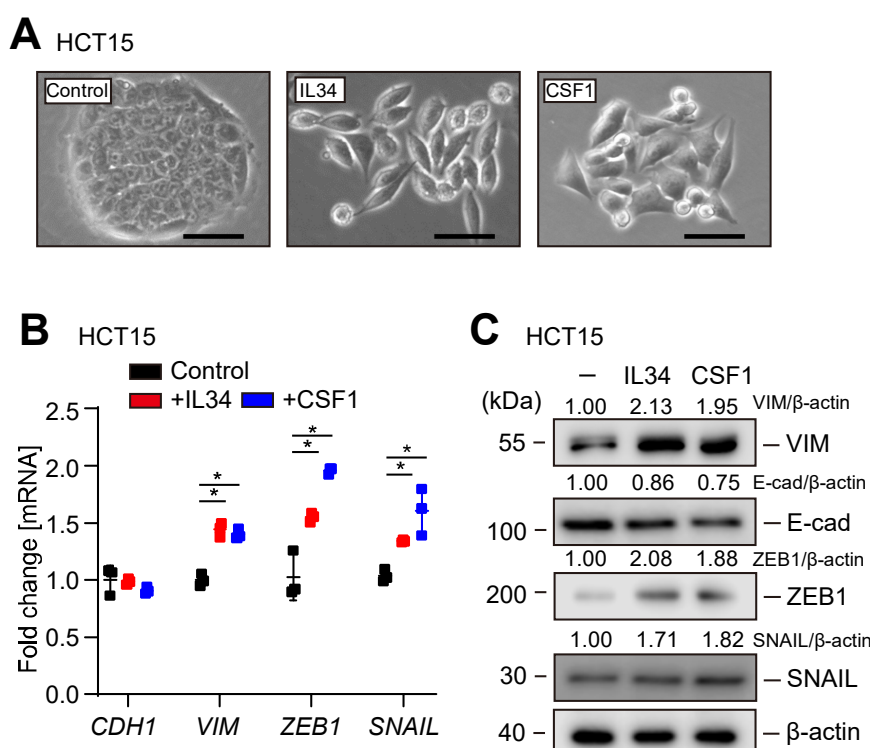 A HCT15
Control
IL34
CSF1
B HCT15
Control
+IL34 +CSF1
Fold change [mRNA]
2.5
2.0
1.5
1.0
0.5
0.0
* * * * * *
CDH1 VIM ZEB1 SNAIL
C HCT15
– IL34 CSF1
(kDa) 1.00 2.13 1.95 VIM/β-actin
55 – – VIM
1.00 0.86 0.75 E-cad/β-actin
100 – – E-cad
1.00 2.08 1.88 ZEB1/β-actin
200 – – ZEB1
1.00 1.71 1.82 SNAIL/β-actin
30 – – SNAIL
40 – – β-actin